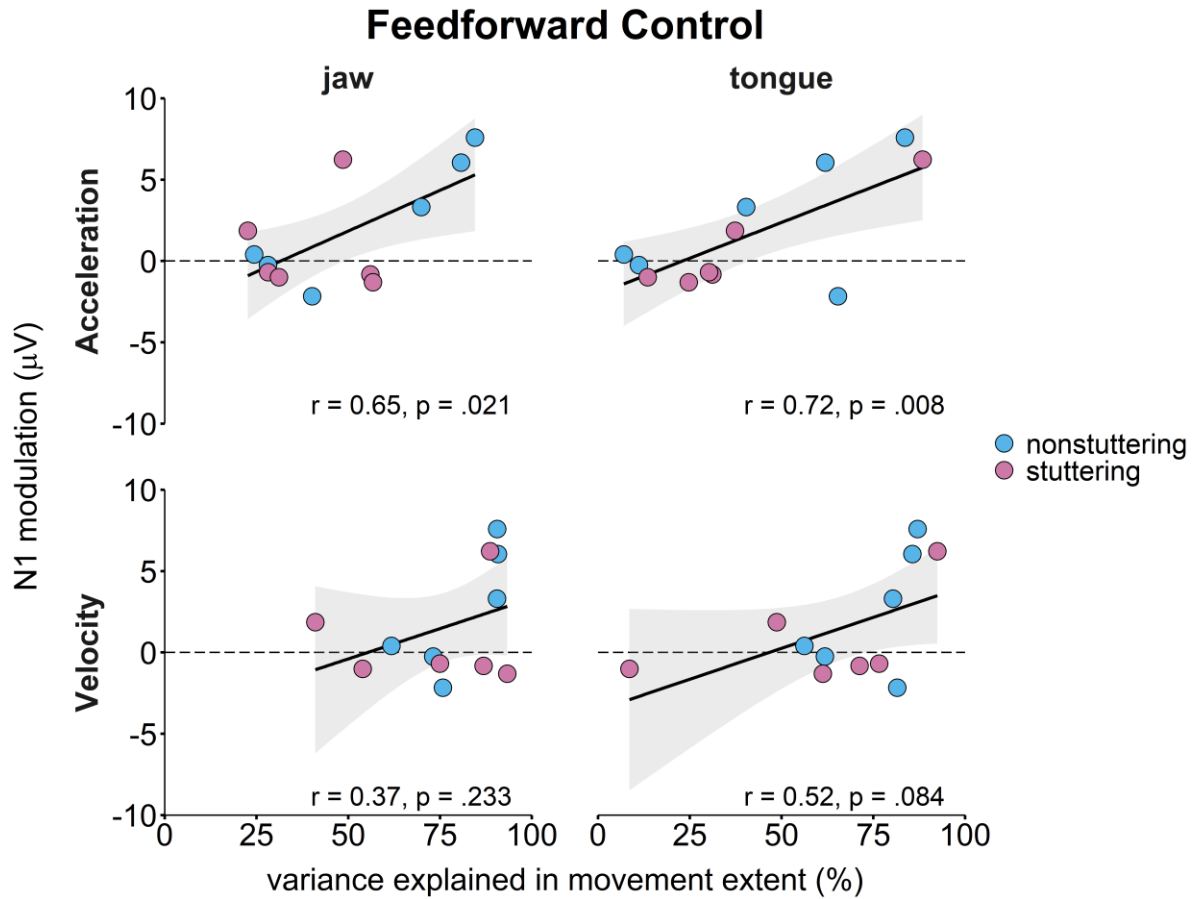 Feedforward Control
jaw
tongue
N1 modulation (µV)
Acceleration
10
5
0
-5
-10
r = 0.65, p = .021
r = 0.72, p = .008
nonstuttering
stuttering
Velocity
10
5
0
-5
-10
r = 0.37, p = .233
r = 0.52, p = .084
0 25 50 75 100
0 25 50 75 100
variance explained in movement extent (%)